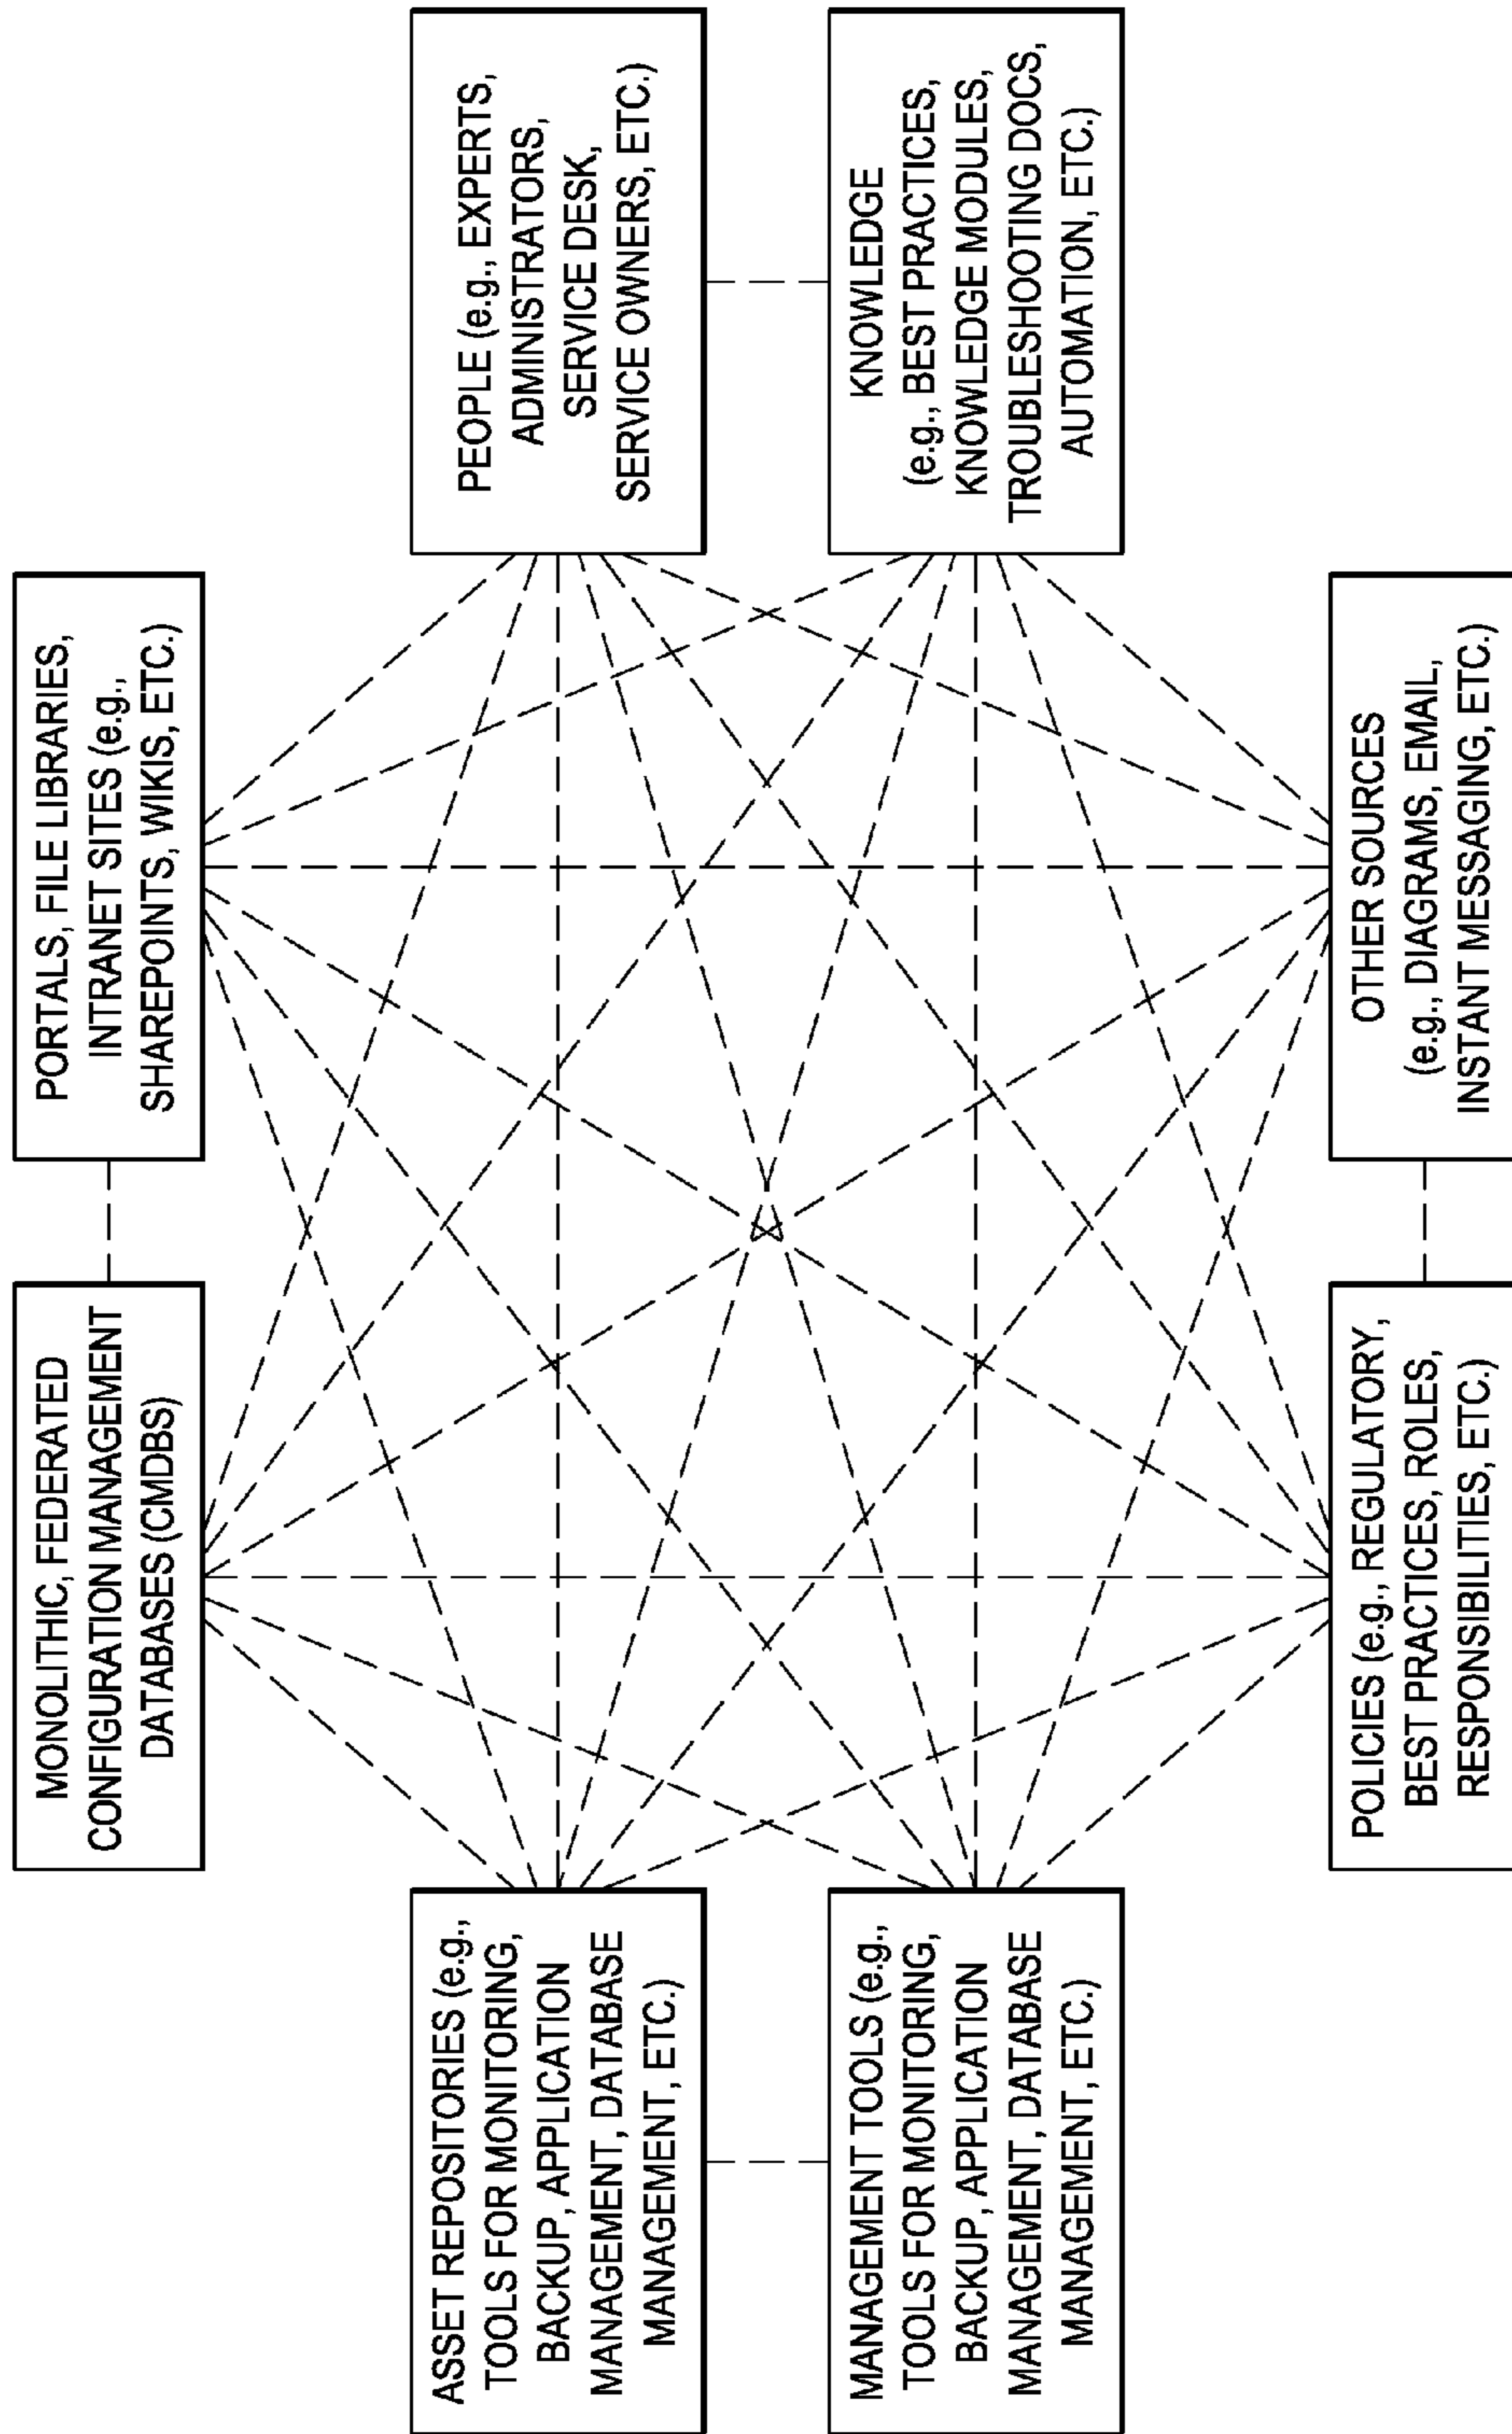 MONOLITHIC, FEDERATED
CONFIGURATION MANAGEMENT
DATABASES (CMDBS)
PORTALS, FILE LIBRARIES,
INTRANET SITES (e.g.,
SHAREPOINTS, WIKIS, ETC.)
ASSET REPOSITORIES (e.g.,
TOOLS FOR MONITORING,
BACKUP, APPLICATION
MANAGEMENT, DATABASE
MANAGEMENT, ETC.)
PEOPLE (e.g., EXPERTS,
ADMINISTRATORS,
SERVICE DESK,
SERVICE OWNERS, ETC.)
MANAGEMENT TOOLS (e.g.,
TOOLS FOR MONITORING,
BACKUP, APPLICATION
MANAGEMENT, DATABASE
MANAGEMENT, ETC.)
KNOWLEDGE
(e.g., BEST PRACTICES,
KNOWLEDGE MODULES,
TROUBLESHOOTING DOCS,
AUTOMATION, ETC.)
POLICIES (e.g., REGULATORY,
BEST PRACTICES, ROLES,
RESPONSIBILITIES, ETC.)
OTHER SOURCES
(e.g., DIAGRAMS, EMAIL,
INSTANT MESSAGING, ETC.)